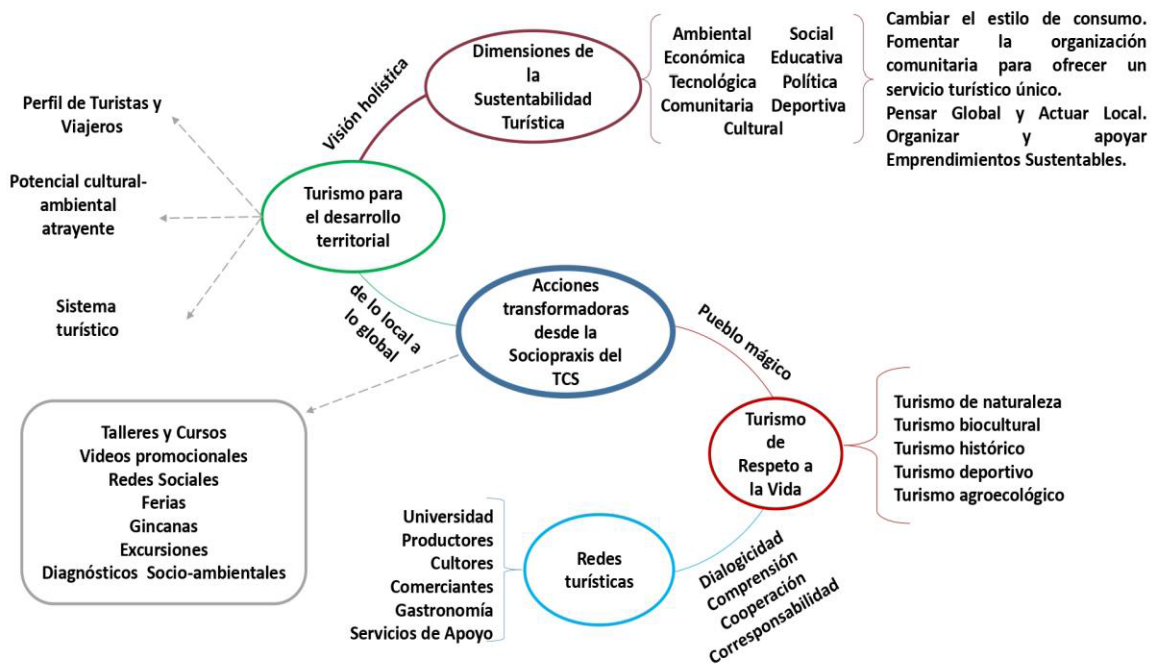 Visión holística
Dimensiones de
la
Sustentabilidad
Turística
Ambiental Social
Económica Educativa
Tecnológica Política
Comunitaria Deportiva
Cultural
Cambiar el estilo de consumo.
Fomentar la organización
comunitaria para ofrecer un
servicio turístico único.
Pensar Global y Actuar Local.
Organizar y apoyar
Emprendimientos Sustentables.
Perfil de Turistas y
Viajeros
Potencial cultural-
ambiental
atrayente
Sistema
turístico
Turismo para
el desarrollo
territorial
de lo local a
lo global
Acciones
transformadoras
desde la
Sociopraxis del
TCS
Pueblo mágico
Talleres y Cursos
Videos promocionales
Redes Sociales
Ferias
Gincanas
Excursiones
Diagnósticos Socio-ambientales
Turismo
de
Respeto a
la Vida
Turismo de naturaleza
Turismo biocultural
Turismo histórico
Turismo deportivo
Turismo agroecológico
Dialogicidad
Comprensión
Cooperación
Corresponsabilidad
Redes
turísticas
Universidad
Productores
Cultores
Comerciantes
Gastronomía
Servicios de Apoyo